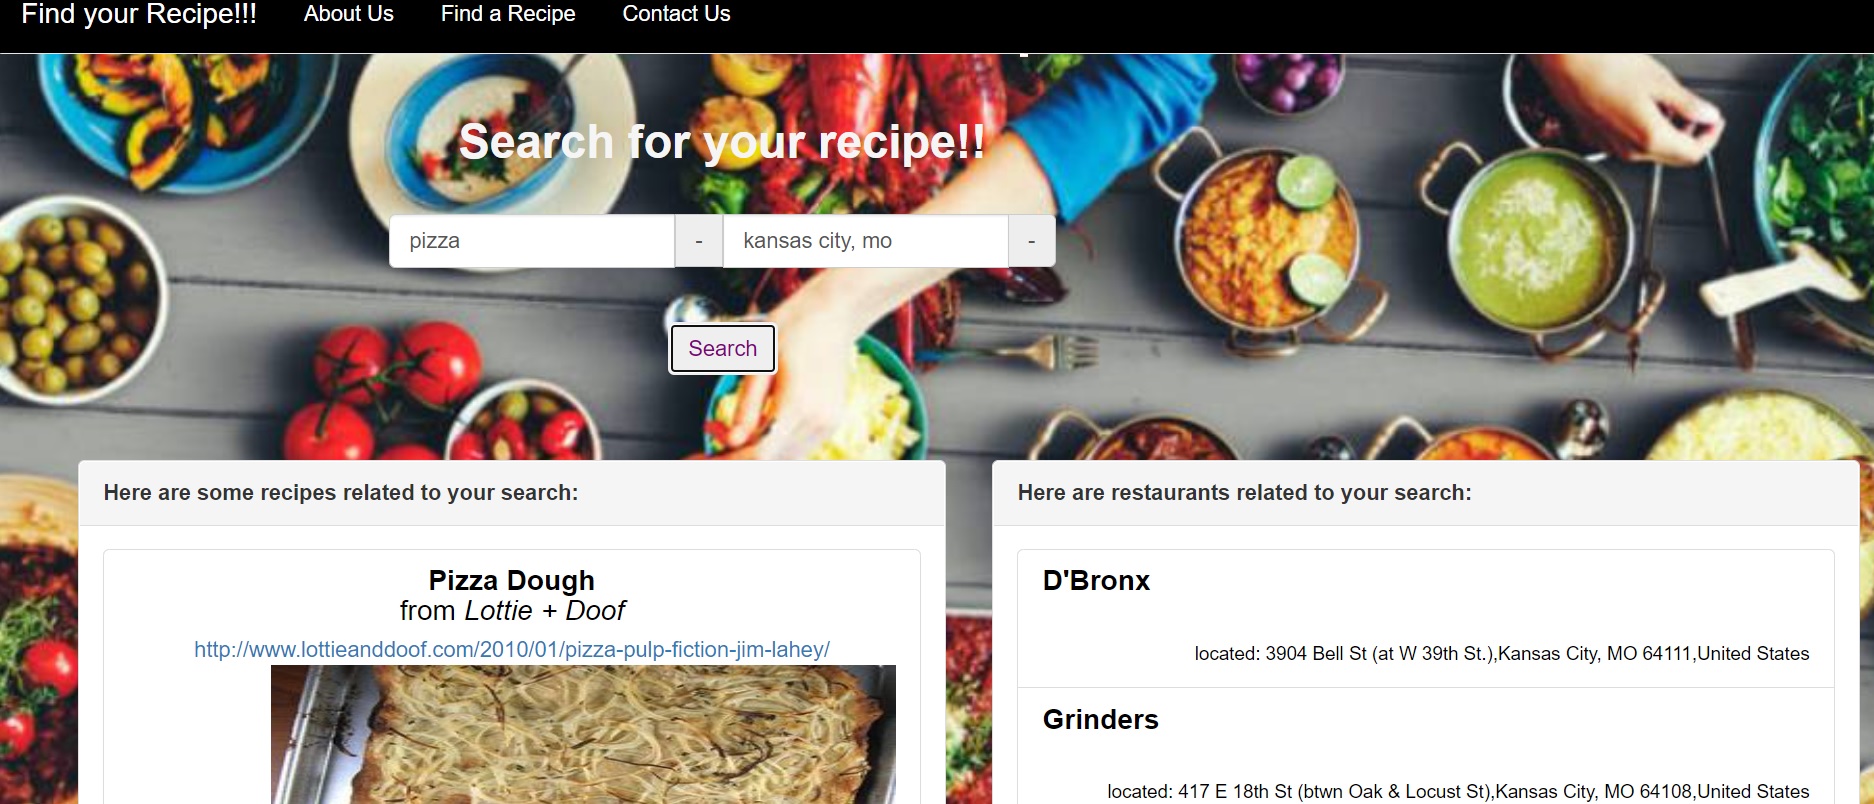 Find your Recipe!!! About Us Find a Recipe Contact Us
Search for your recipe!!
pizza - kansas city, mo -
Search
Here are some recipes related to your search:
Pizza Dough
from Lottie + Doof
http://www.lottieanddoof.com/2010/01/pizza-pulp-fiction-jim-lahey/
Here are restaurants related to your search:
D'Bronx
located: 3904 Bell St (at W 39th St.),Kansas City, MO 64111,United States
Grinders
located: 417 E 18th St (btwn Oak & Locust St),Kansas City, MO 64108,United States